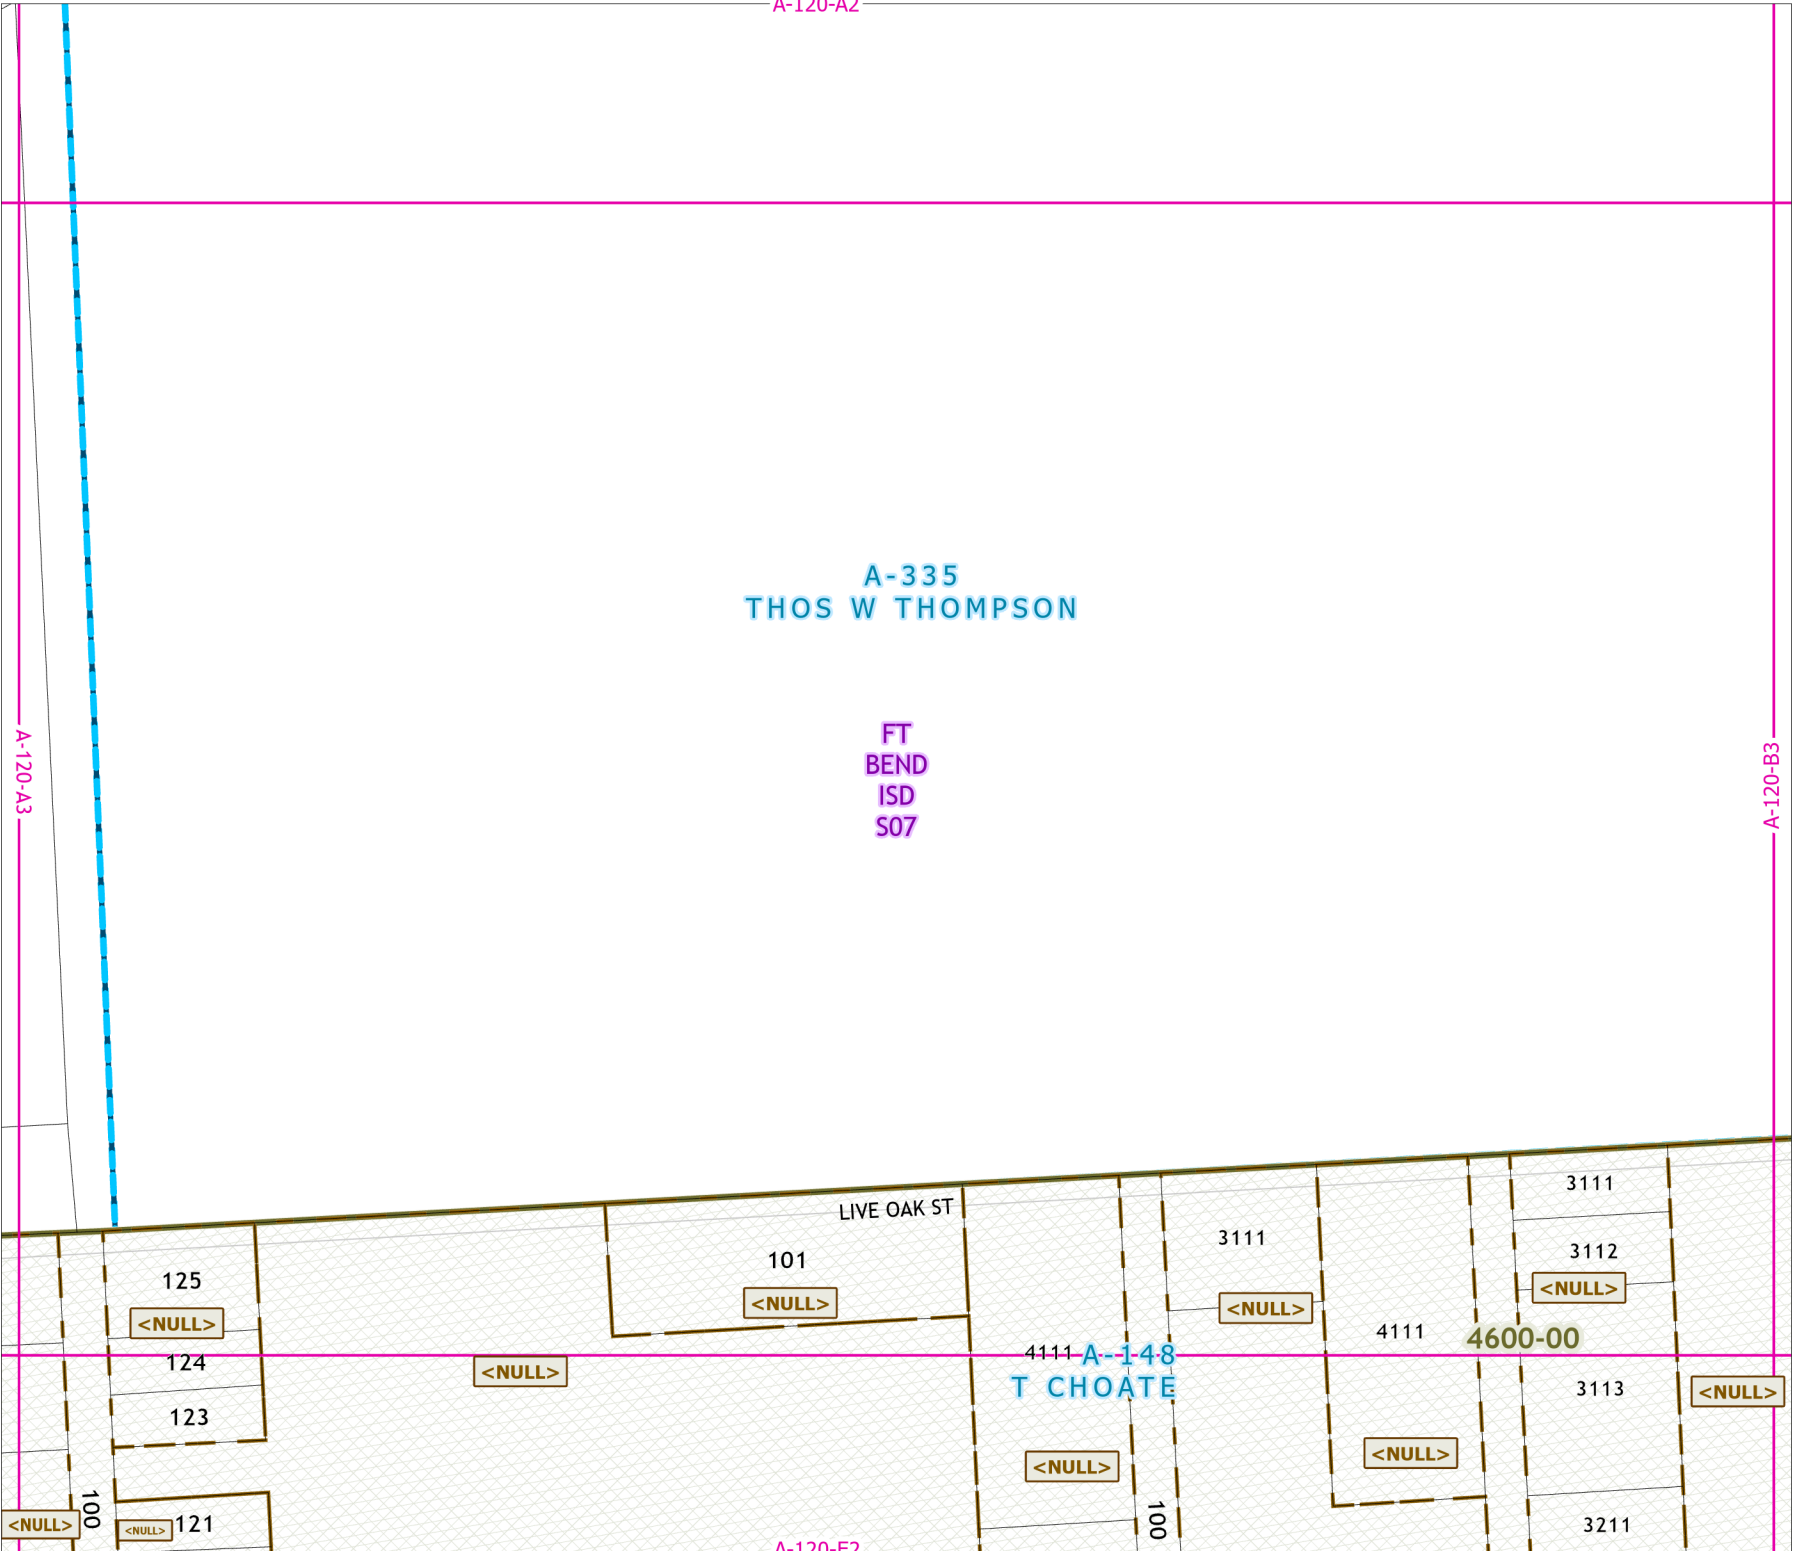 A-120-A2
A-335
THOS W THOMPSON
FT
BEND
ISD
S07
A-120-A3
A-120-B3
LIVE OAK ST
125
<NULL>
124
123
100
<NULL>
<NULL>
121
<NULL>
101
<NULL>
4111
A-148
T CHOATE
<NULL>
100
3111
<NULL>
4111
<NULL>
4600-00
3111
3112
<NULL>
3113
<NULL>
3211